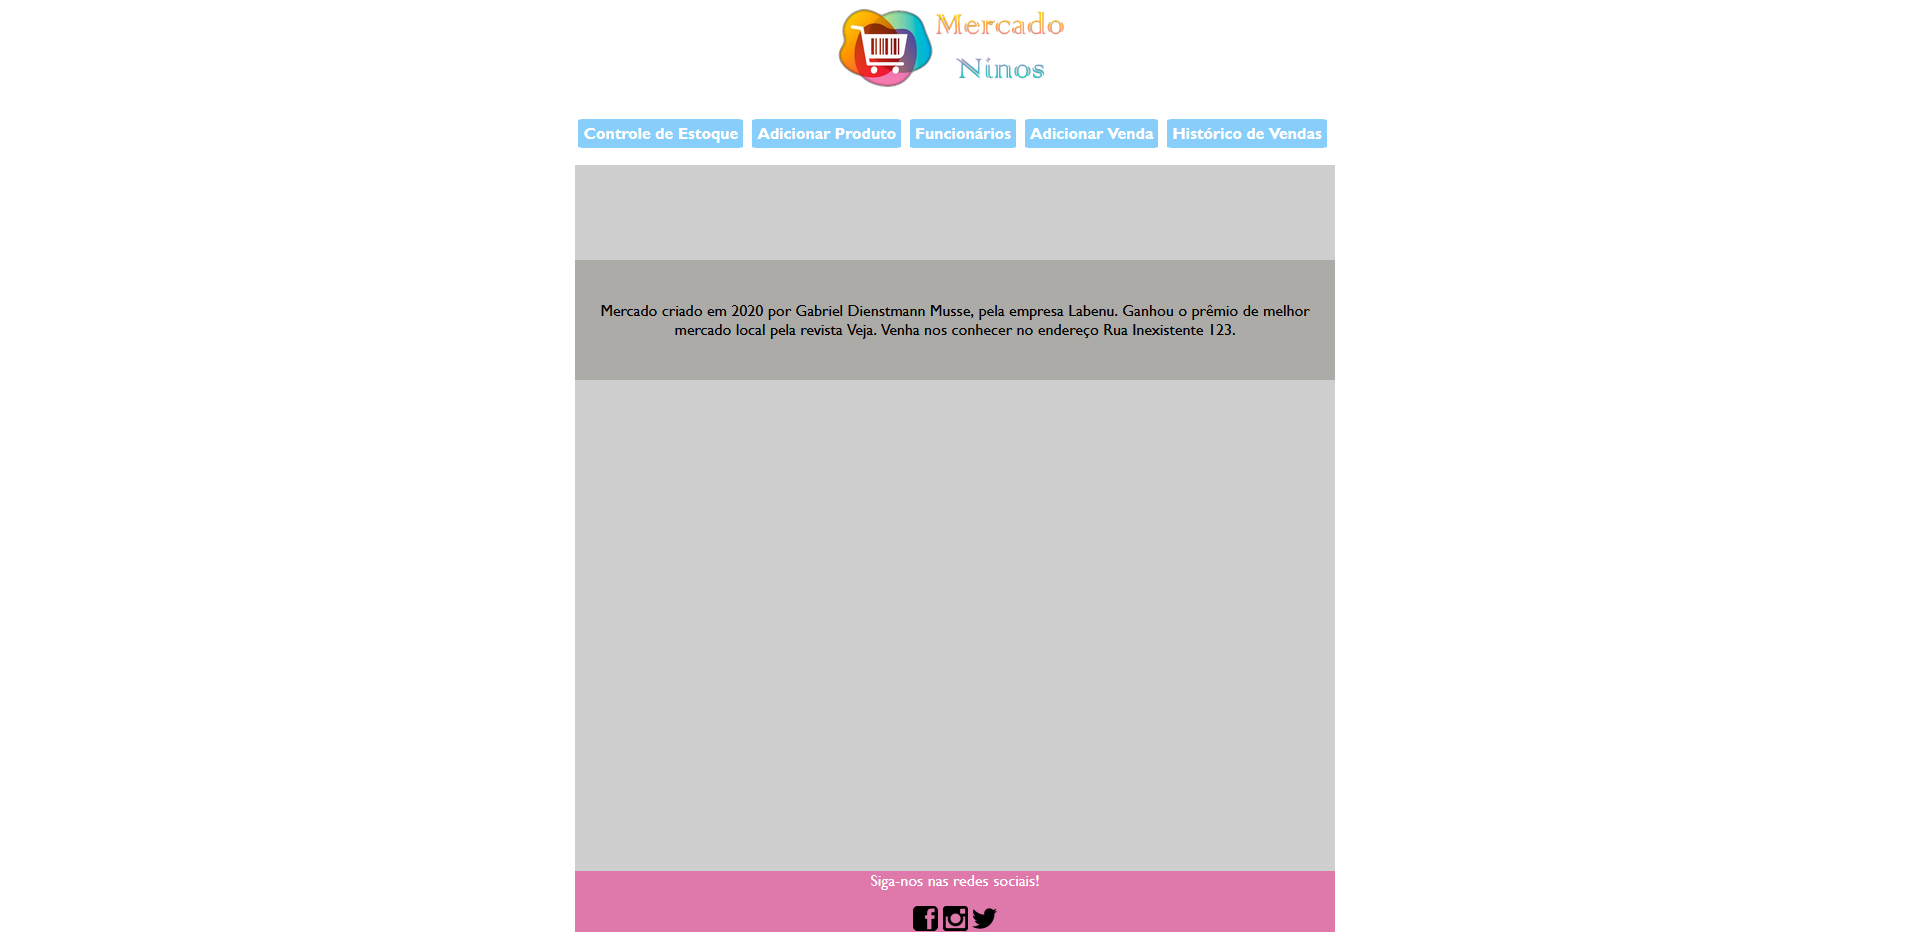 Mercado
Ninos
Controle de Estoque Adicionar Produto Funcionários Adicionar Venda Histórico de Vendas
Mercado criado em 2020 por Gabriel Dienstmann Musse, pela empresa Labenu. Ganhou o prêmio de melhor
mercado local pela revista Veja. Venha nos conhecer no endereço Rua Inexistente 123.
Siga-nos nas redes sociais!